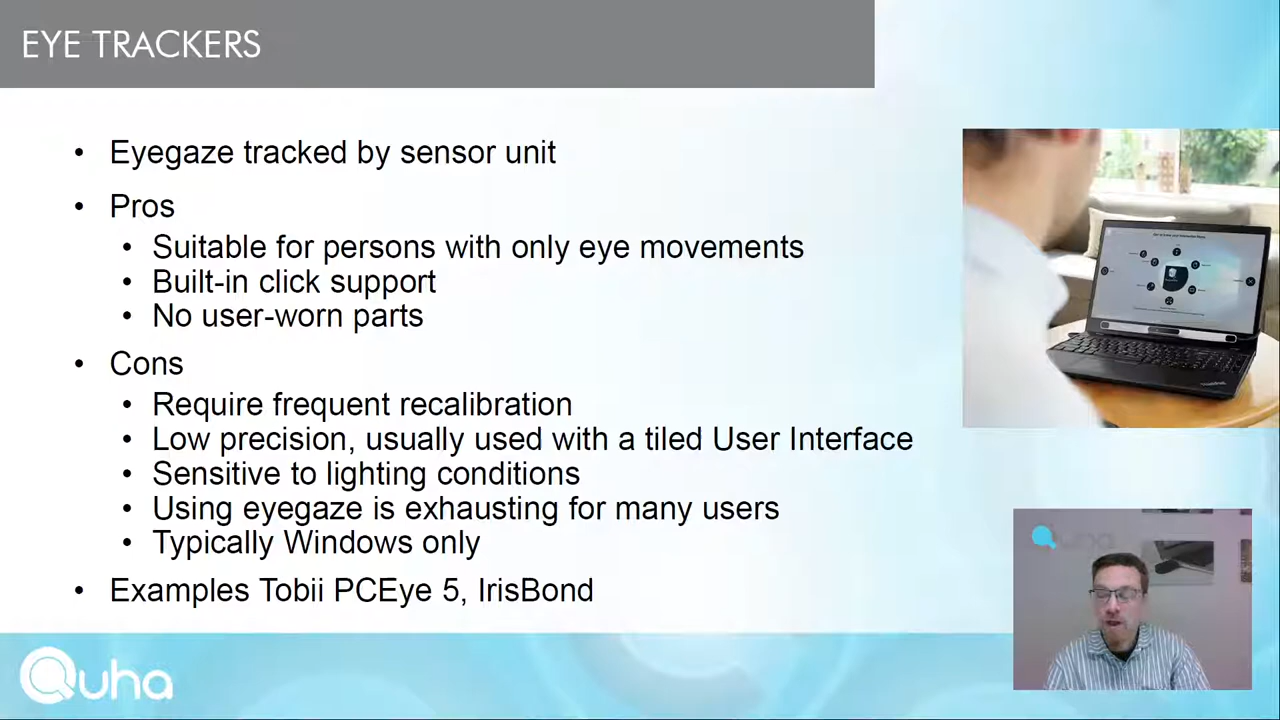 EYE TRACKERS
• Eyegaze tracked by sensor unit
• Pros
• Suitable for persons with only eye movements
• Built-in click support
• No user-worn parts
• Cons
• Require frequent recalibration
• Low precision, usually used with a tiled User Interface
• Sensitive to lighting conditions
• Using eyegaze is exhausting for many users
• Typically Windows only
• Examples Tobii PCEye 5, IrisBond
Quha
Quha